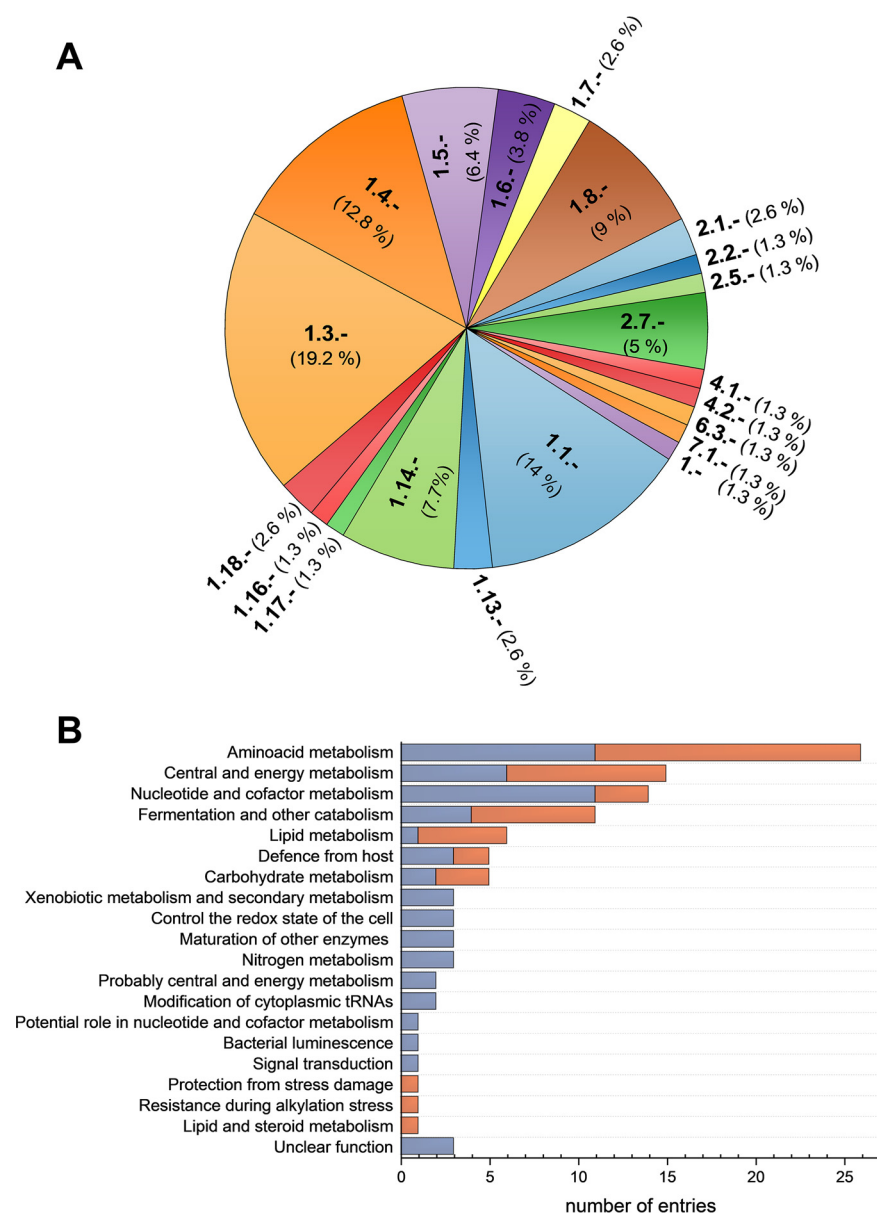 A
1.7.- (2.6 %)
1.5.-
(6.4 %)
1.6.- (3.8 %)
1.4.-
(12.8 %)
1.8.-
(9 %)
2.1.- (2.6 %)
2.2.- (1.3 %)
2.5.- (1.3 %)
2.7.-
(5 %)
1.3.-
(19.2 %)
4.1.- (1.3 %)
4.2.- (1.3 %)
6.3.- (1.3 %)
7.1.- (1.3 %)
1.- (1.3 %)
1.1.-
(14 %)
1.14.-
(7.7%)
1.18.- (2.6 %)
1.16.- (1.3 %)
1.17.- (1.3 %)
1.13.- (2.6 %)
B
Aminoacid metabolism
Central and energy metabolism
Nucleotide and cofactor metabolism
Fermentation and other catabolism
Lipid metabolism
Defence from host
Carbohydrate metabolism
Xenobiotic metabolism and secondary metabolism
Control the redox state of the cell
Maturation of other enzymes
Nitrogen metabolism
Probably central and energy metabolism
Modification of cytoplasmic tRNAs
Potential role in nucleotide and cofactor metabolism
Bacterial luminescence
Signal transduction
Protection from stress damage
Resistance during alkylation stress
Lipid and steroid metabolism
Unclear function
0 5 10 15 20 25
number of entries